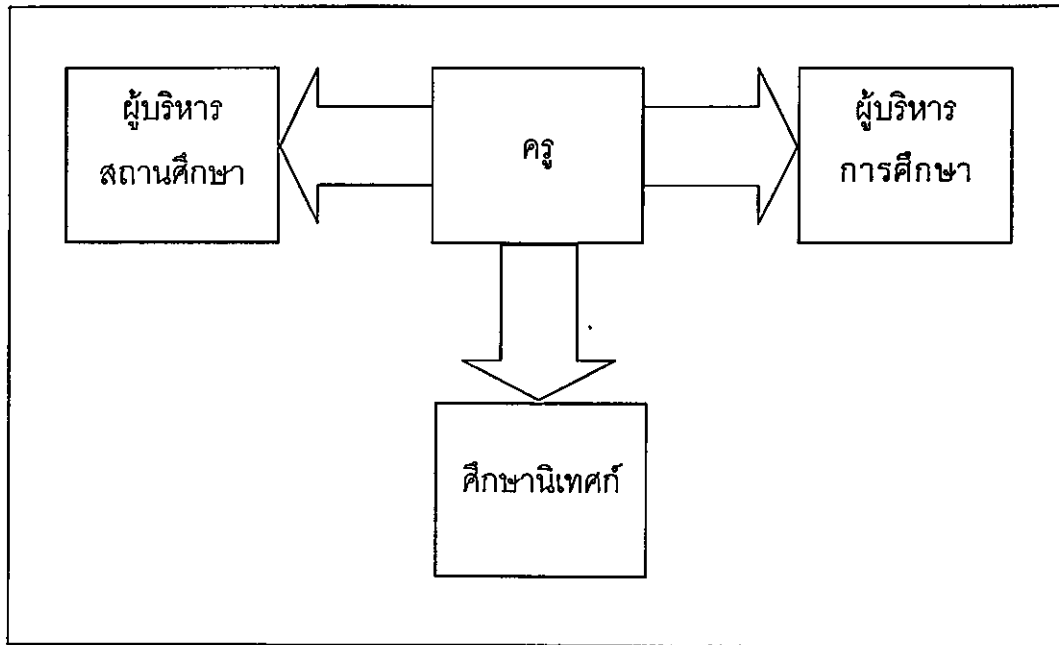 ผู้บริหาร
สถานศึกษา
ครู
ผู้บริหาร
การศึกษา
ศึกษานิเทศก์